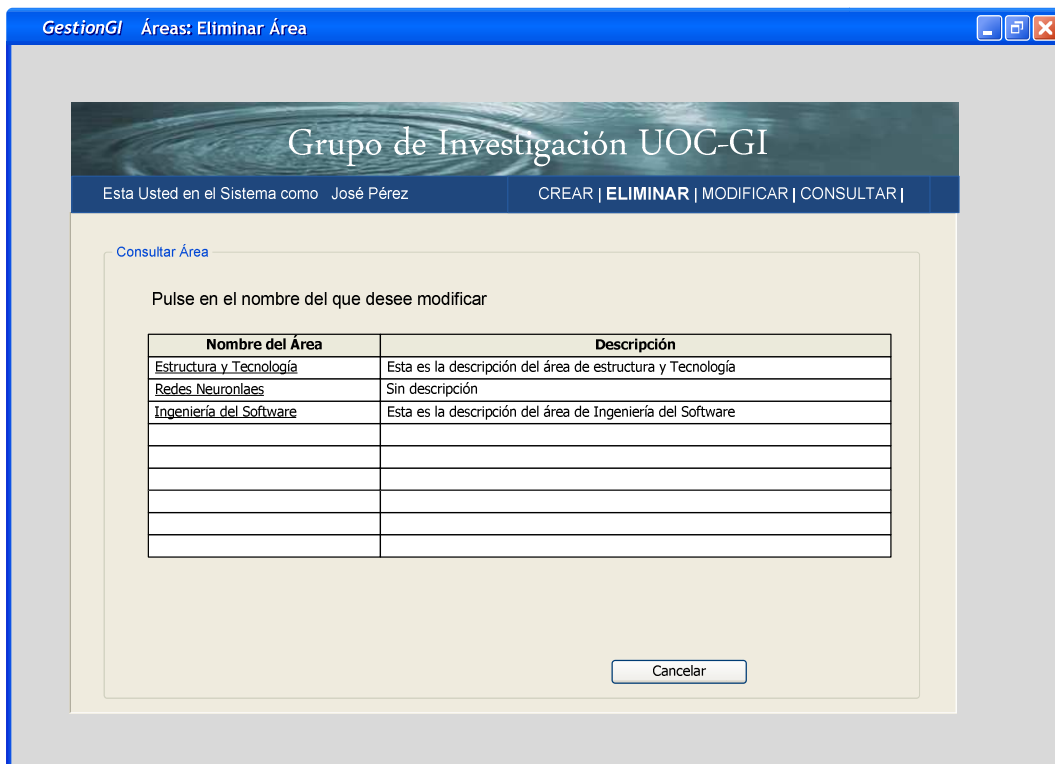 GestionGI Áreas: Eliminar Área
Grupo de Investigación UOC-GI
Esta Usted en el Sistema como José Pérez CREAR | ELIMINAR | MODIFICAR | CONSULTAR |
Consultar Área
Pulse en el nombre del que desee modificar
Nombre del Área Descripción
Estructura y Tecnología Esta es la descripción del área de estructura y Tecnología
Redes Neuronlaes Sin descripción
Ingeniería del Software Esta es la descripción del área de Ingeniería del Software
Cancelar